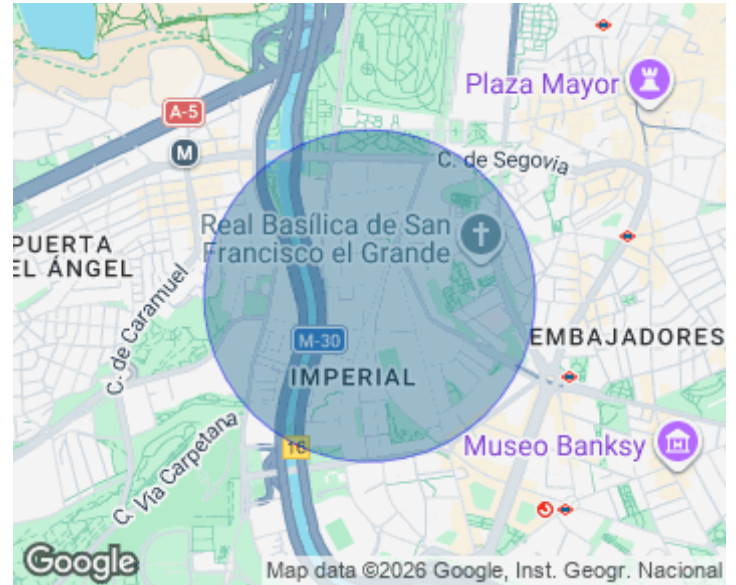 Plaza Mayor
A-5
M
C. de Segovia
Real Basílica de San
Francisco el Grande
PUERTA
EL ÁNGEL
C. de Caramuel
M-30
EMBAJADORES
IMPERIAL
16
Museo Banksy
C. Vía Carpetana
Google
Map data ©2026 Google, Inst. Geogr. Nacional